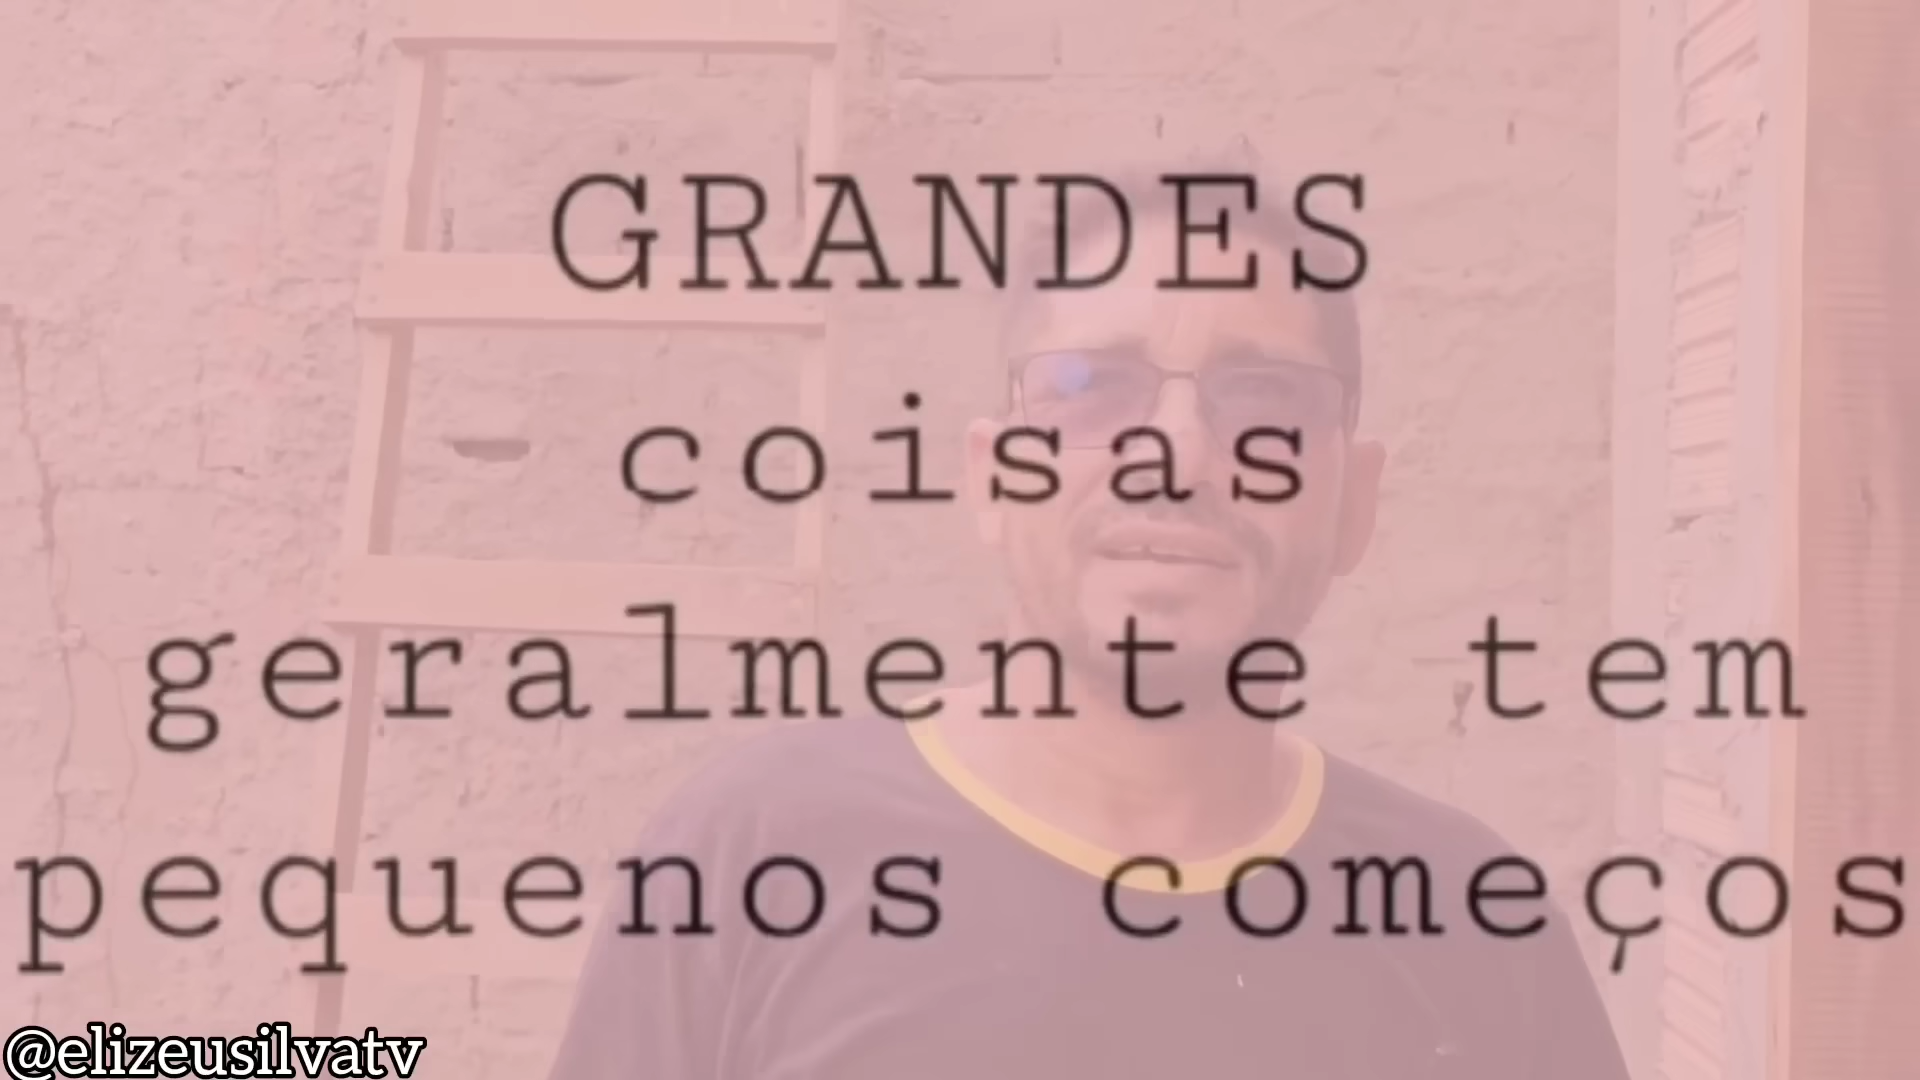 GRANDES
coisas
geralmente tem
pequenos começos
@elizeusilvatv